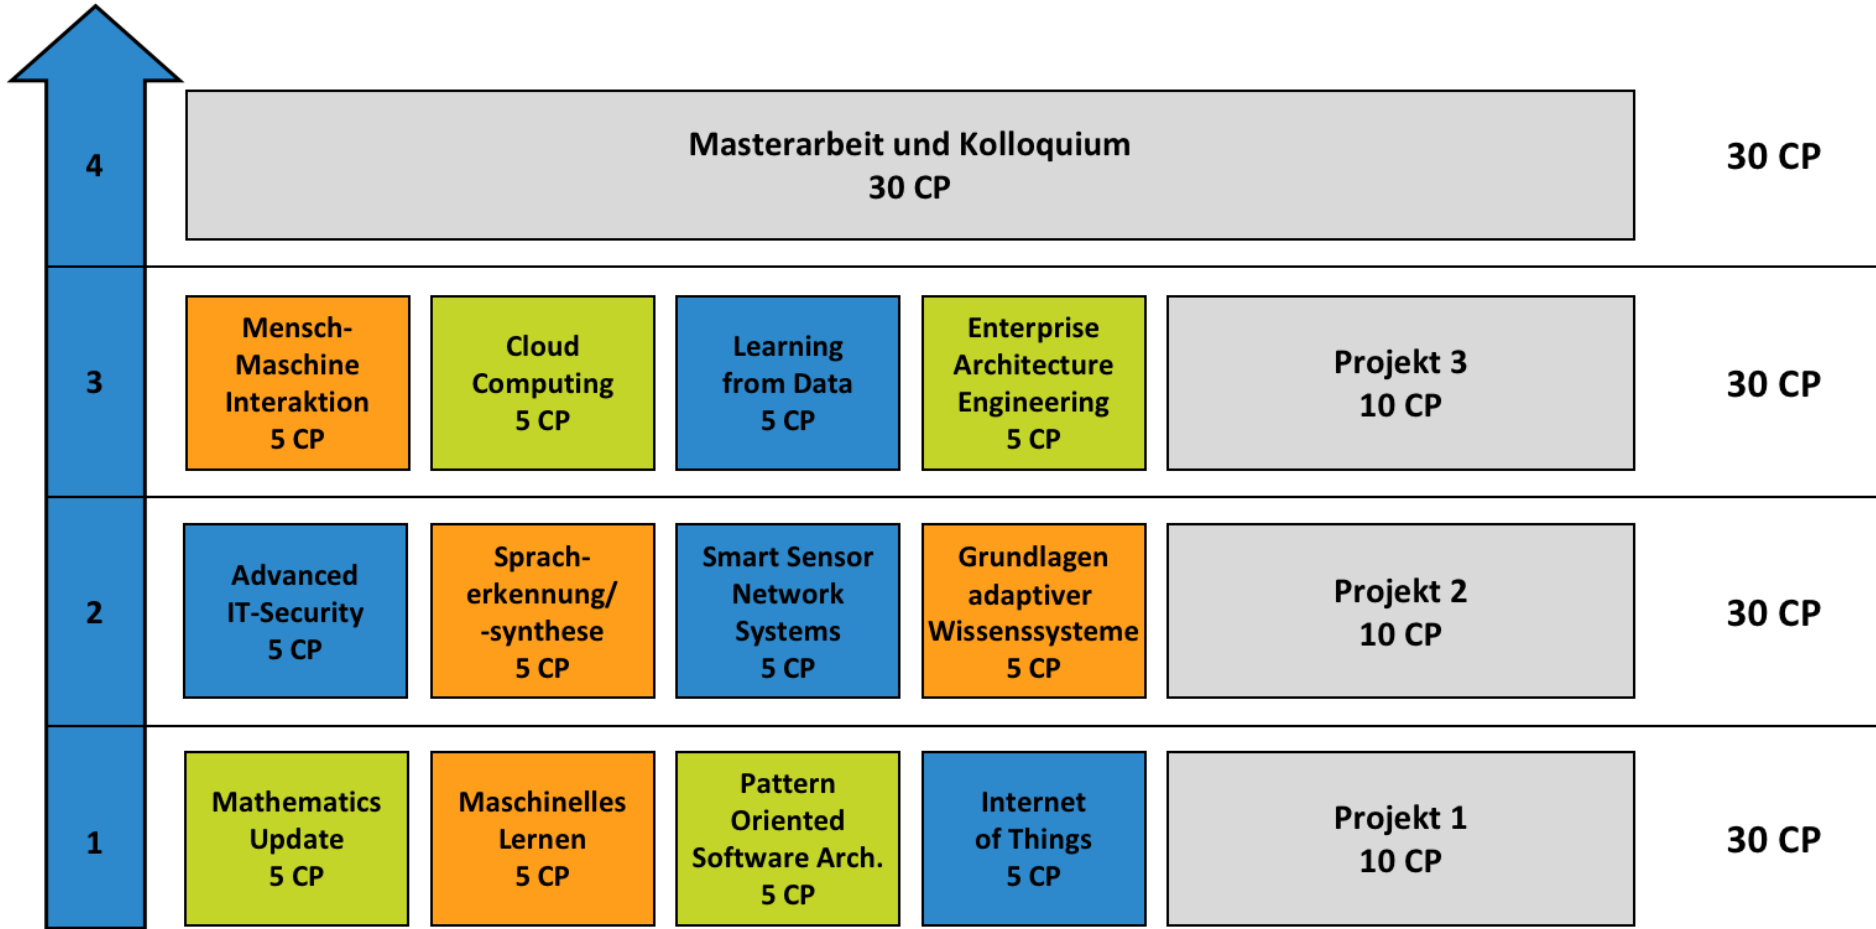 4
Masterarbeit und Kolloquium
30 CP
30 CP
3
Mensch-
Maschine
Interaktion
5 CP
Cloud
Computing
5 CP
Learning
from Data
5 CP
Enterprise
Architecture
Engineering
5 CP
Projekt 3
10 CP
30 CP
2
Advanced
IT-Security
5 CP
Sprach-
erkennung/
-synthese
5 CP
Smart Sensor
Network
Systems
5 CP
Grundlagen
adaptiver
Wissenssysteme
5 CP
Projekt 2
10 CP
30 CP
1
Mathematics
Update
5 CP
Maschinelles
Lernen
5 CP
Pattern
Oriented
Software Arch.
5 CP
Internet
of Things
5 CP
Projekt 1
10 CP
30 CP